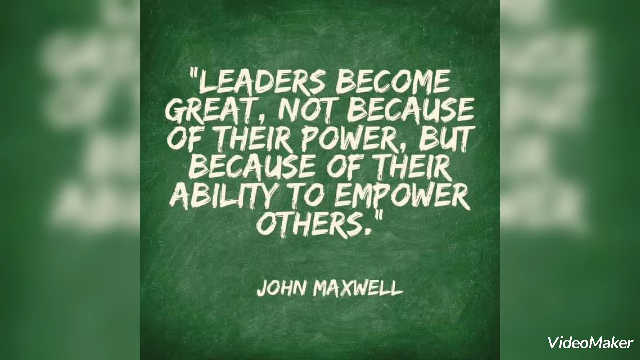 "LEADERS BECOME
GREAT, NOT BECAUSE
OF THEIR POWER, BUT
BECAUSE OF THEIR
ABILITY TO EMPOWER
OTHERS."
JOHN MAXWELL
VideoMaker